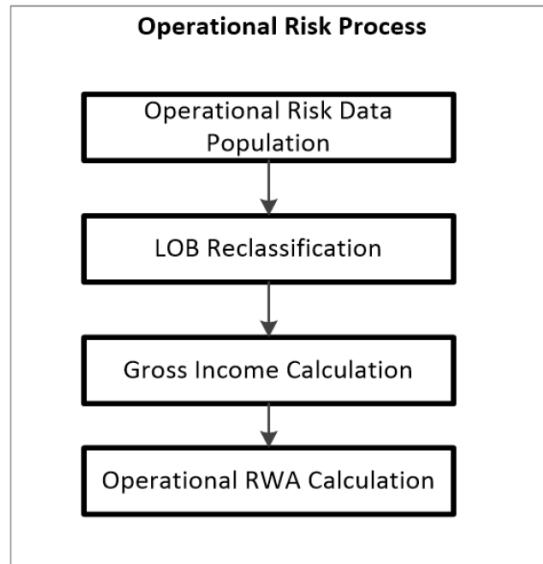 Operational Risk Process
Operational Risk Data
Population
LOB Reclassification
Gross Income Calculation
Operational RWA Calculation